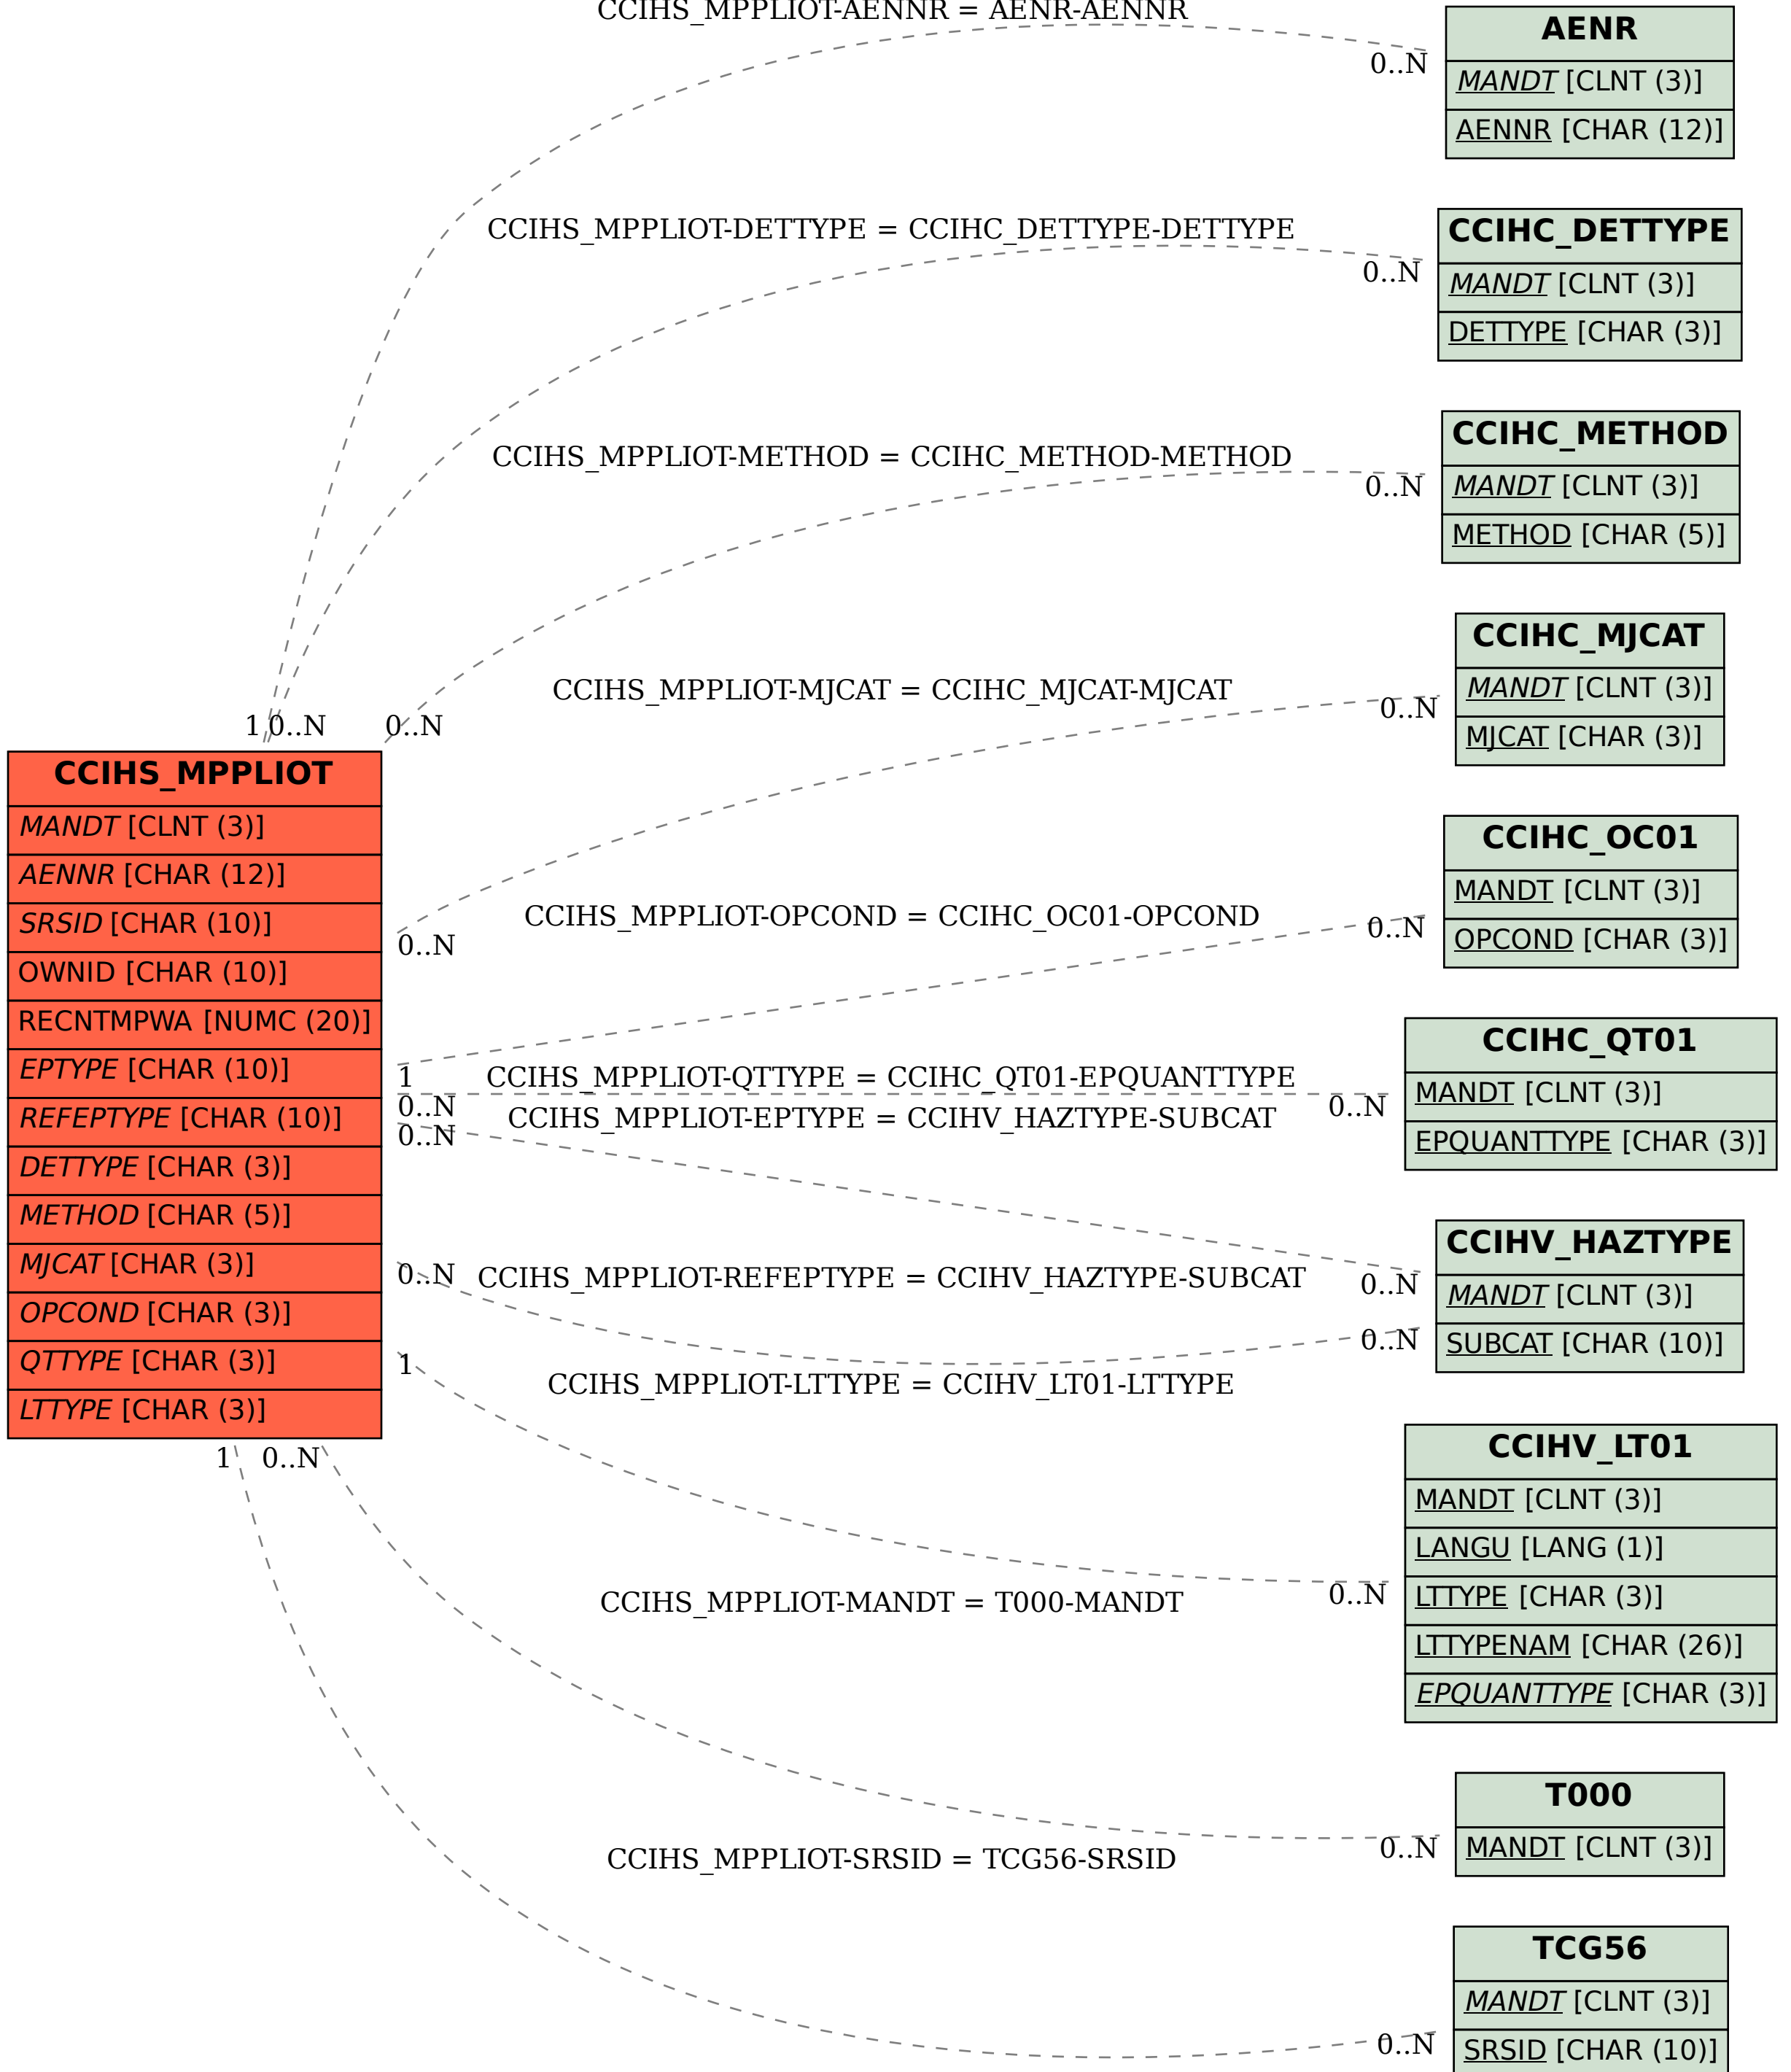 CCIHS_MPPLIOT-AENNR = AENR-AENNR
0..N
AENR
MANDT [CLNT (3)]
AENNR [CHAR (12)]
CCIHS_MPPLIOT-DETTYPE = CCIHC_DETTYPE-DETTYPE
0..N
CCIHC_DETTYPE
MANDT [CLNT (3)]
DETTYPE [CHAR (3)]
CCIHS_MPPLIOT-METHOD = CCIHC_METHOD-METHOD
0..N
CCIHC_METHOD
MANDT [CLNT (3)]
METHOD [CHAR (5)]
CCIHS_MPPLIOT-MJCAT = CCIHC_MJCAT-MJCAT
0..N
CCIHC_MJCAT
MANDT [CLNT (3)]
MJCAT [CHAR (3)]
1 0..N 0..N
CCIHS_MPPLIOT
MANDT [CLNT (3)]
AENNR [CHAR (12)]
SRSID [CHAR (10)]
OWNID [CHAR (10)]
RECNTMPWA [NUMC (20)]
EPTYPE [CHAR (10)]
REFEPTYPE [CHAR (10)]
DETTYPE [CHAR (3)]
METHOD [CHAR (5)]
MJCAT [CHAR (3)]
OPCOND [CHAR (3)]
QTTYPE [CHAR (3)]
LTTYPE [CHAR (3)]
0..N
CCIHS_MPPLIOT-OPCOND = CCIHC_OC01-OPCOND
0..N
CCIHC_OC01
MANDT [CLNT (3)]
OPCOND [CHAR (3)]
1
CCIHS_MPPLIOT-QTTYPE = CCIHC_QT01-EPQUANTTYPE
0..N
0..N
CCIHC_QT01
MANDT [CLNT (3)]
EPQUANTTYPE [CHAR (3)]
CCIHS_MPPLIOT-EPTYPE = CCIHV_HAZTYPE-SUBCAT
0..N
0..N
CCIHS_MPPLIOT-REFEPTYPE = CCIHV_HAZTYPE-SUBCAT
0..N
0..N
CCIHV_HAZTYPE
MANDT [CLNT (3)]
SUBCAT [CHAR (10)]
1
CCIHS_MPPLIOT-LTTYPE = CCIHV_LT01-LTTYPE
0..N
CCIHV_LT01
MANDT [CLNT (3)]
LANGU [LANG (1)]
LTTYPE [CHAR (3)]
LTTYPENAM [CHAR (26)]
EPQUANTTYPE [CHAR (3)]
1 0..N
CCIHS_MPPLIOT-MANDT = T000-MANDT
0..N
T000
MANDT [CLNT (3)]
CCIHS_MPPLIOT-SRSID = TCG56-SRSID
0..N
TCG56
MANDT [CLNT (3)]
SRSID [CHAR (10)]